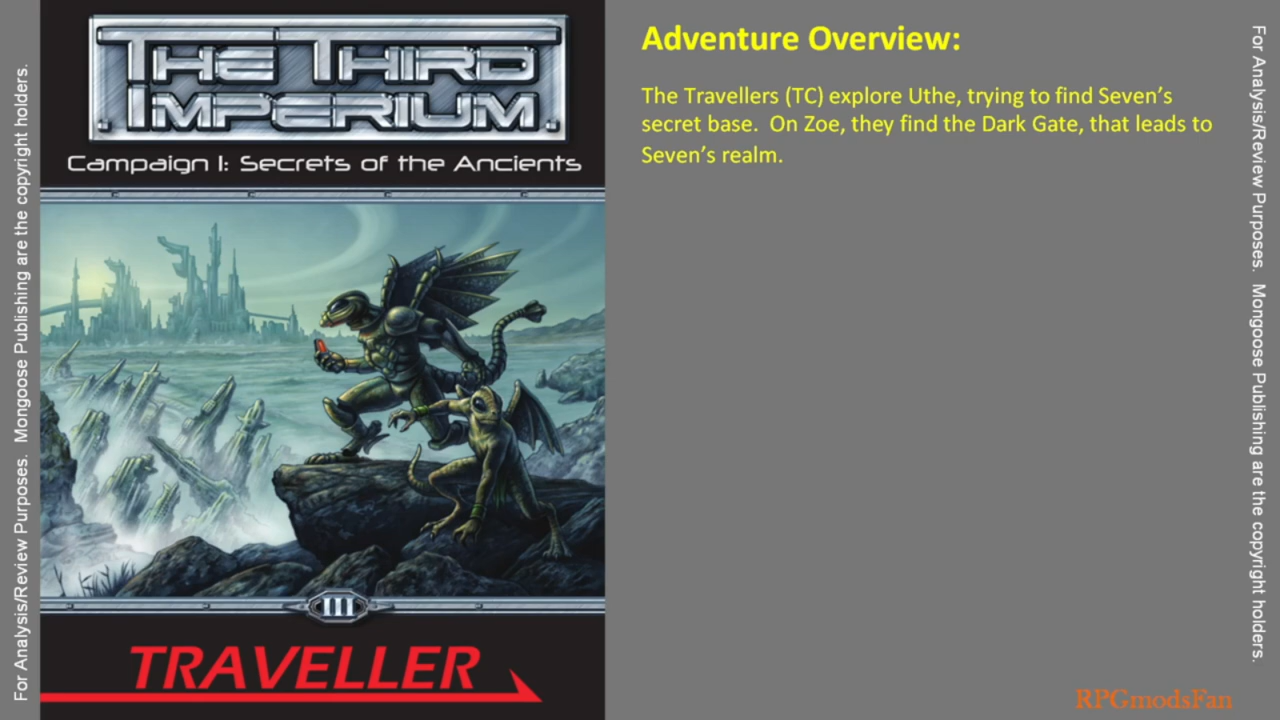 For Analysis/Review Purposes. Mongoose Publishing are the copyright holders.
THE THIRD
IMPERIUM
Campaign I: Secrets of the Ancients
III
TRAVELLER
Adventure Overview:
The Travellers (TC) explore Uthe, trying to find Seven's
secret base. On Zoe, they find the Dark Gate, that leads to
Seven's realm.
RPGmodsFan
For Analysis/Review Purposes. Mongoose Publishing are the copyright holders.